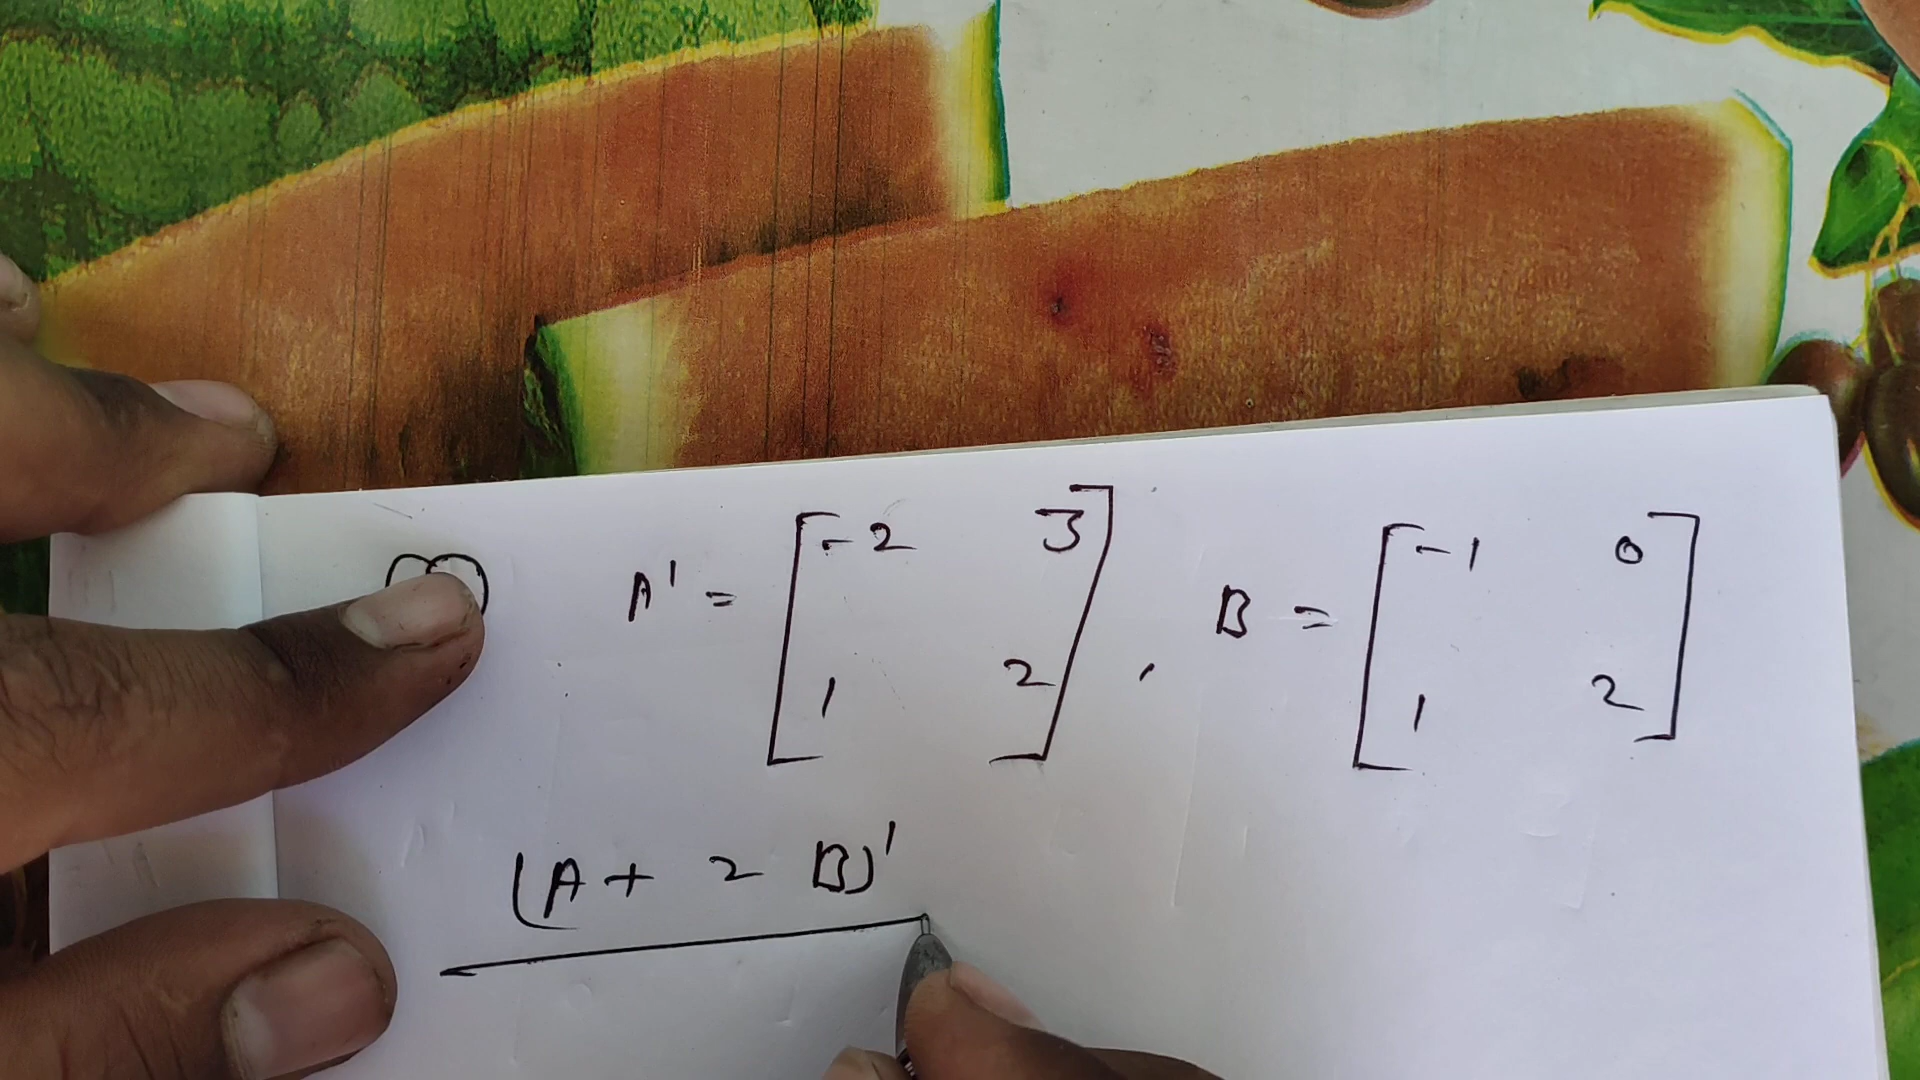 A' = [ -2 3 ] , B = [ -1 0 ]
1 2 1 2
(A + 2 B)'